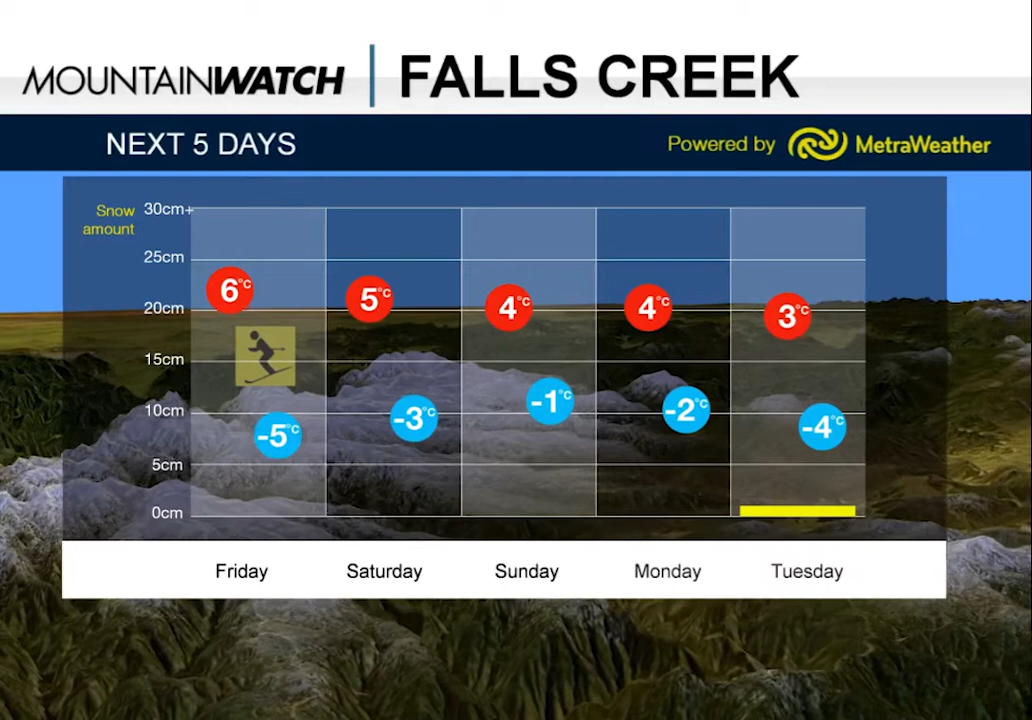 MOUNTAINWATCH | FALLS CREEK
NEXT 5 DAYS
Powered by MetraWeather
Snow amount
30cm+
25cm
6°C
5°C
4°C
4°C
3°C
20cm
15cm
10cm
-5°C
-3°C
-1°C
-2°C
-4°C
5cm
0cm
Friday Saturday Sunday Monday Tuesday